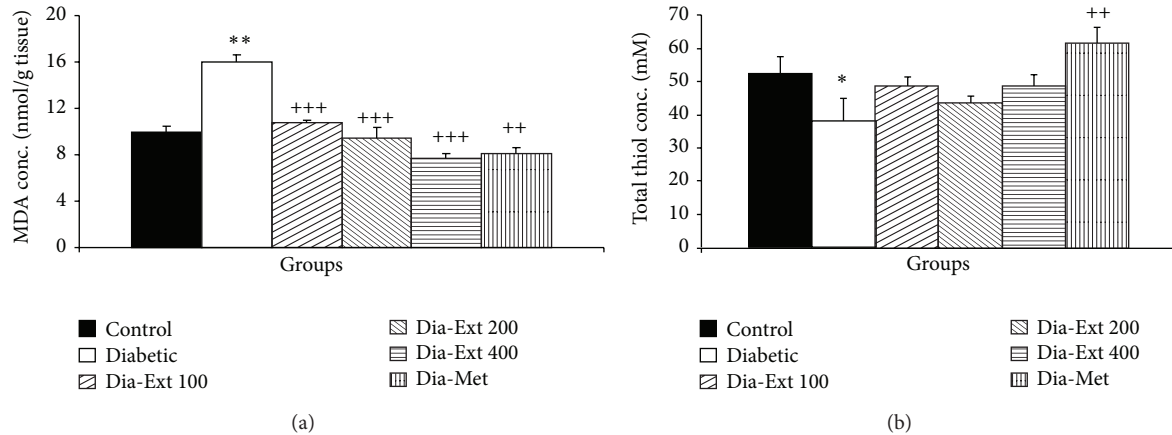 MDA conc. (nmol/g tissue)
20
16
12
8
4
0
**
+++
+++
+++
++
Groups
Control
Diabetic
Dia-Ext 100
Dia-Ext 200
Dia-Ext 400
Dia-Met
(a)
Total thiol conc. (mM)
70
60
50
40
30
20
10
0
*
++
Groups
Control
Diabetic
Dia-Ext 100
Dia-Ext 200
Dia-Ext 400
Dia-Met
(b)